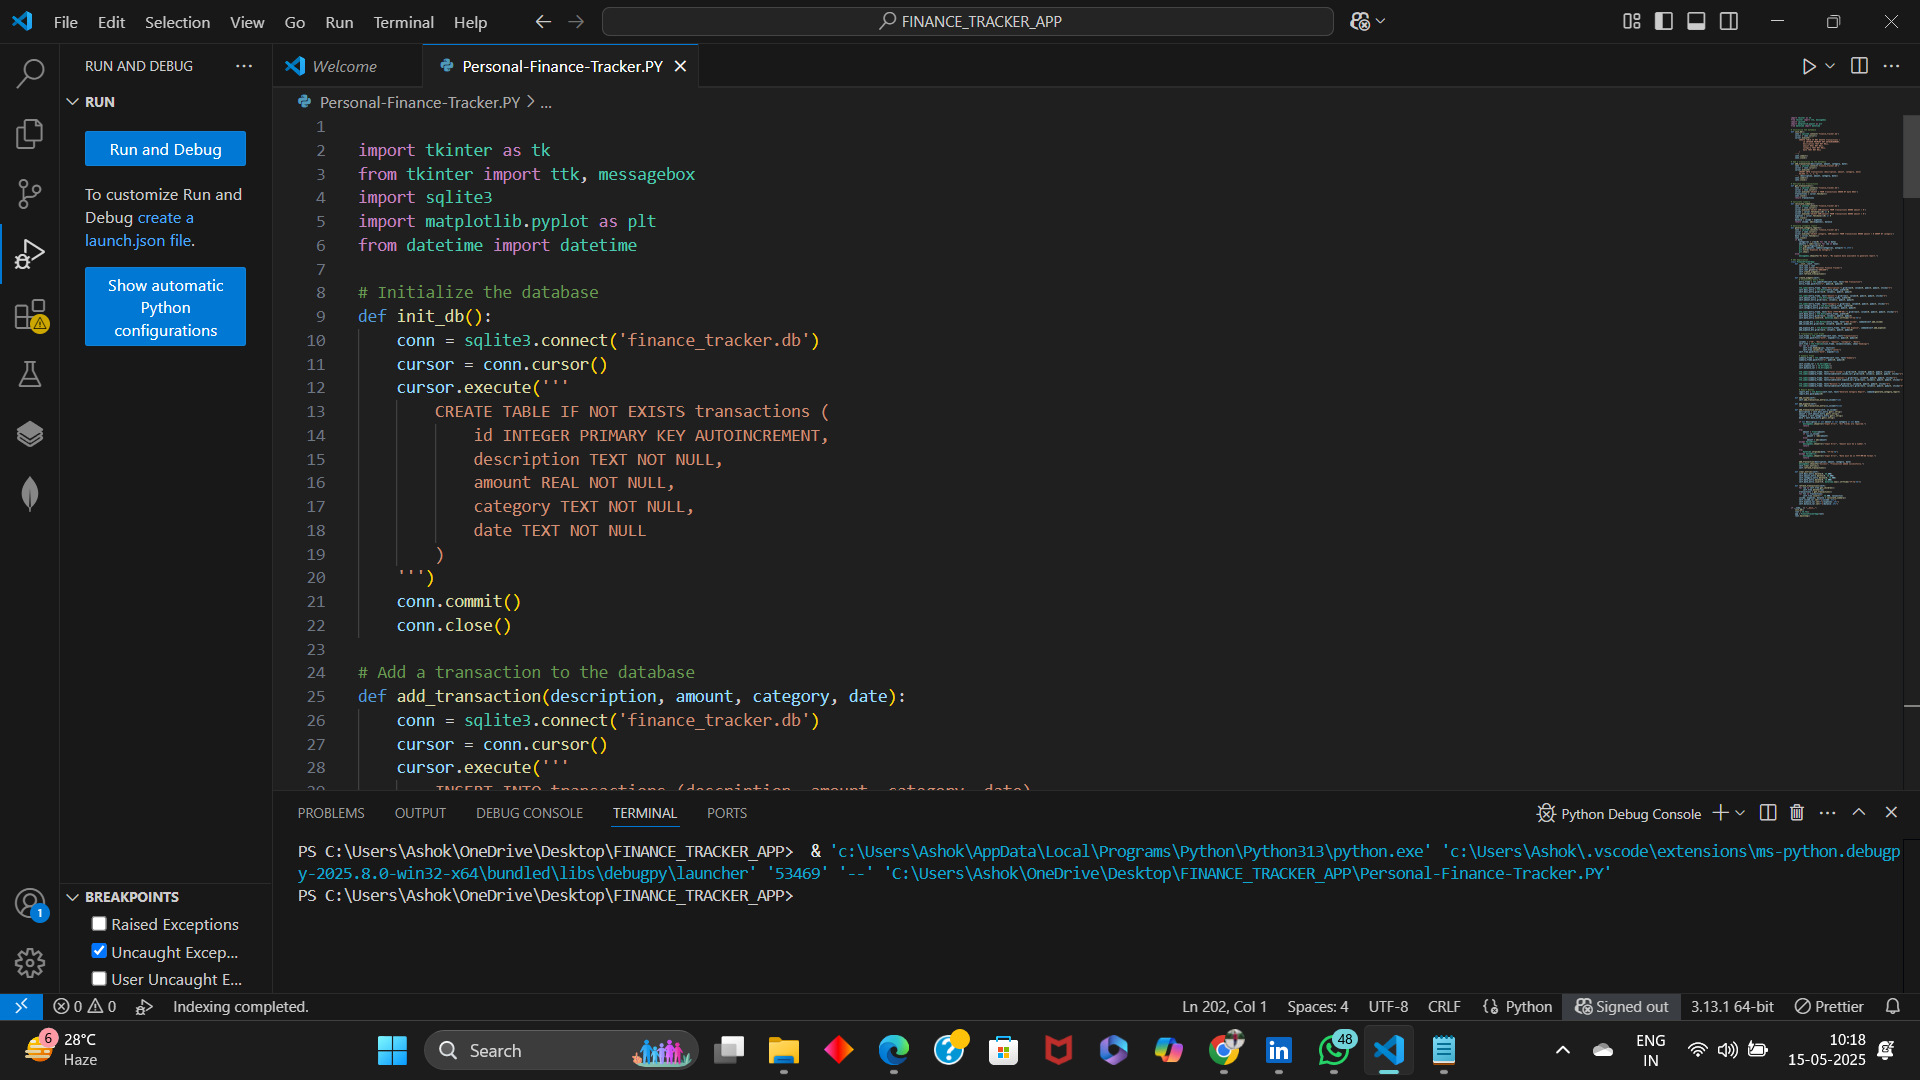 File Edit Selection View Go Run Terminal Help
FINANCE_TRACKER_APP
RUN AND DEBUG
RUN
Run and Debug
To customize Run and
Debug create a
launch.json file.
Show automatic
Python
configurations
BREAKPOINTS
Raised Exceptions
Uncaught Excep...
User Uncaught E...
1
Welcome
Personal-Finance-Tracker.PY
Personal-Finance-Tracker.PY > ...
1
2 import tkinter as tk
3 from tkinter import ttk, messagebox
4 import sqlite3
5 import matplotlib.pyplot as plt
6 from datetime import datetime
7
8 # Initialize the database
9 def init_db():
10 conn = sqlite3.connect('finance_tracker.db')
11 cursor = conn.cursor()
12 cursor.execute('''
13 CREATE TABLE IF NOT EXISTS transactions (
14 id INTEGER PRIMARY KEY AUTOINCREMENT,
15 description TEXT NOT NULL,
16 amount REAL NOT NULL,
17 category TEXT NOT NULL,
18 date TEXT NOT NULL
19 )
20 ''')
21 conn.commit()
22 conn.close()
23
24 # Add a transaction to the database
25 def add_transaction(description, amount, category, date):
26 conn = sqlite3.connect('finance_tracker.db')
27 cursor = conn.cursor()
28 cursor.execute('''
29 INSERT INTO transactions (description, amount, category, date)
PROBLEMS OUTPUT DEBUG CONSOLE TERMINAL PORTS
Python Debug Console
PS C:\Users\Ashok\OneDrive\Desktop\FINANCE_TRACKER_APP> & 'c:\Users\Ashok\AppData\Local\Programs\Python\Python313\python.exe' 'c:\Users\Ashok\.vscode\extensions\ms-python.debugp
y-2025.8.0-win32-x64\bundled\libs\debugpy\launcher' '53469' '--' 'C:\Users\Ashok\OneDrive\Desktop\FINANCE_TRACKER_APP\Personal-Finance-Tracker.PY'
PS C:\Users\Ashok\OneDrive\Desktop\FINANCE_TRACKER_APP>
0 0 Indexing completed.
Ln 202, Col 1 Spaces: 4 UTF-8 CRLF {} Python Signed out 3.13.1 64-bit Prettier
6
28°C
Haze
Search
48
ENG
IN
10:18
15-05-2025